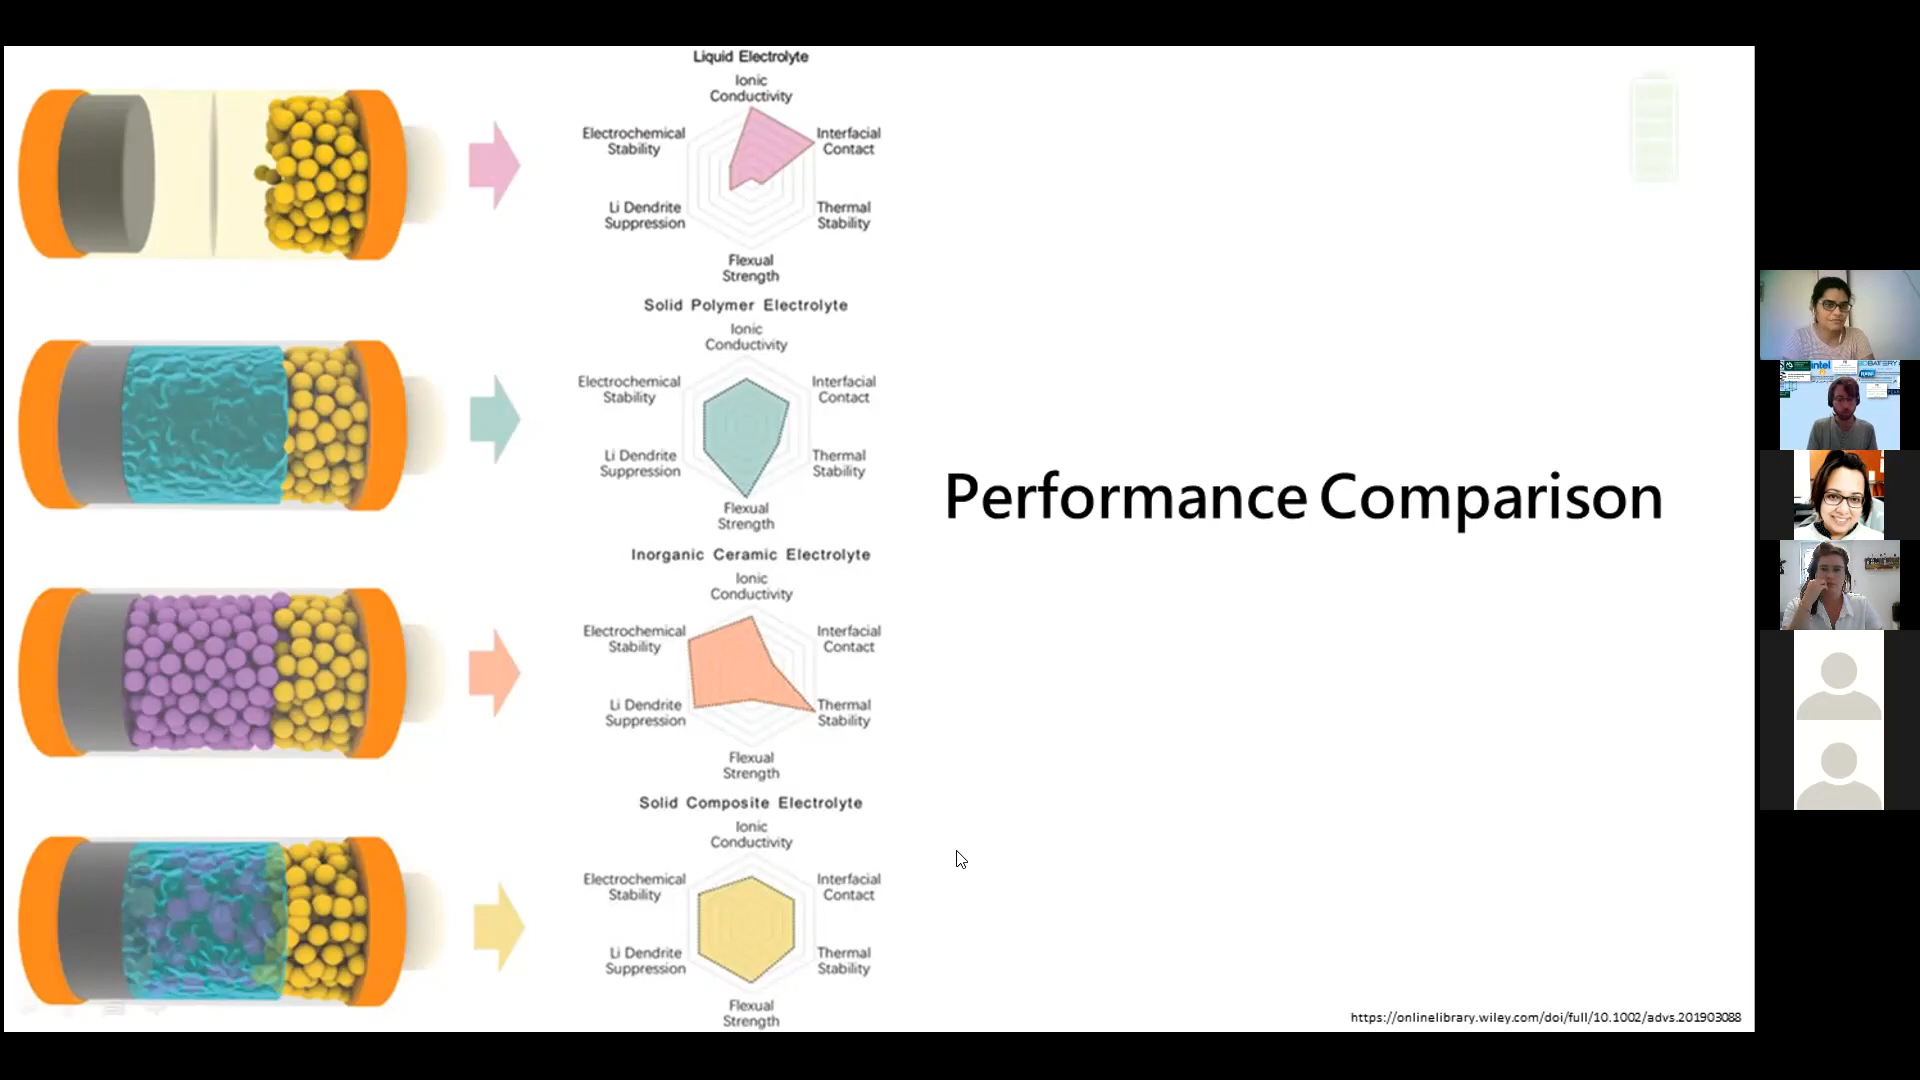 Liquid Electrolyte
Ionic
Conductivity
Electrochemical
Stability
Interfacial
Contact
Li Dendrite
Suppression
Thermal
Stability
Flexual
Strength
Solid Polymer Electrolyte
Ionic
Conductivity
Electrochemical
Stability
Interfacial
Contact
Li Dendrite
Suppression
Thermal
Stability
Flexual
Strength
Performance Comparison
Inorganic Ceramic Electrolyte
Ionic
Conductivity
Electrochemical
Stability
Interfacial
Contact
Li Dendrite
Suppression
Thermal
Stability
Flexual
Strength
Solid Composite Electrolyte
Ionic
Conductivity
Electrochemical
Stability
Interfacial
Contact
Li Dendrite
Suppression
Thermal
Stability
Flexual
Strength
https://onlinelibrary.wiley.com/doi/full/10.1002/advs.201903088
intel